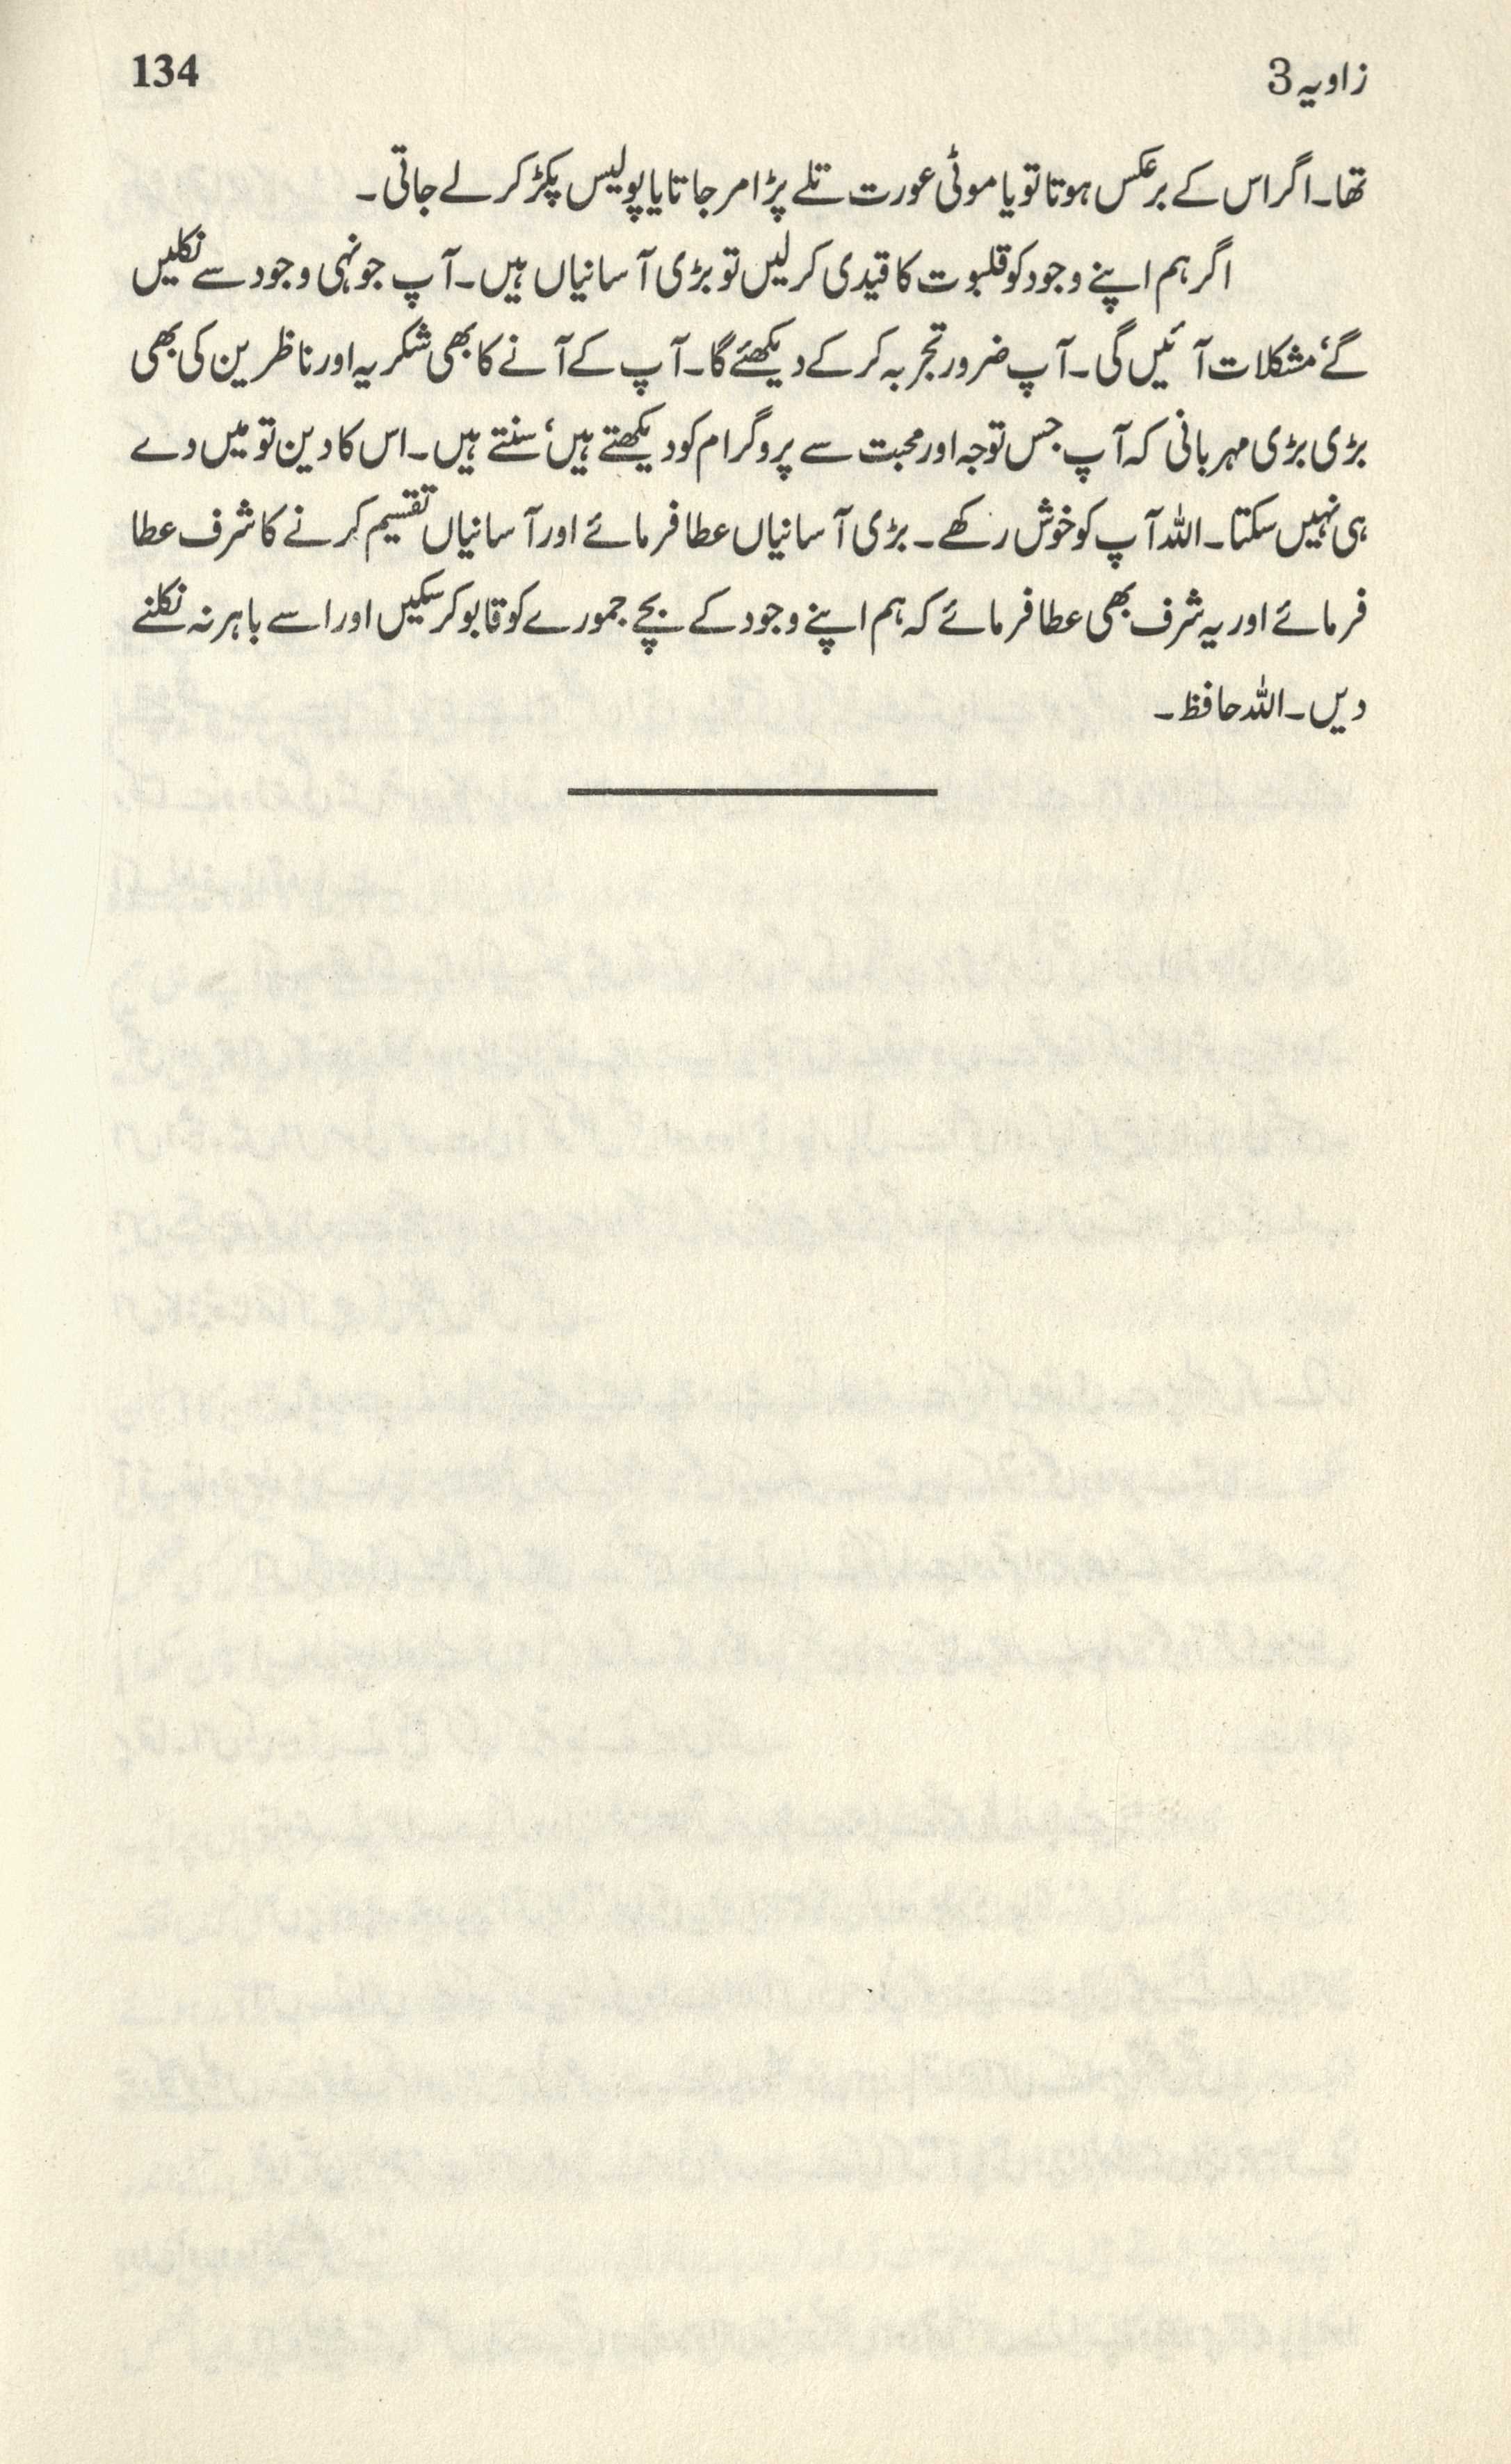 زاویہ 3
134
تھا۔ اگر اس کے برعکس ہوتا تو یا موٹی عورت تلے پڑا مر جاتا یا پولیس پکڑ کر لے جاتی۔
اگر ہم اپنے وجود کو قلبوت کا قیدی کر لیں تو بڑی آسانیاں ہیں۔ آپ جونہی وجود سے نکلیں
گے‘ مشکلات آئیں گی۔ آپ ضرور تجربہ کر کے دیکھئے گا۔ آپ کے آنے کا بھی شکریہ اور ناظرین کی بھی
بڑی بڑی مہربانی کہ آپ جس توجہ اور محبت سے پروگرام کو دیکھتے ہیں‘ سنتے ہیں۔ اس کا دین تو میں دے
ہی نہیں سکتا۔ اللہ آپ کو خوش رکھے۔ بڑی آسانیاں عطا فرمائے اور آسانیاں تقسیم کرنے کا شرف عطا
فرمائے اور یہ شرف بھی عطا فرمائے کہ ہم اپنے وجود کے بچے جمورے کو قابو کر سکیں اور اسے باہر نہ نکلنے
دیں۔ اللہ حافظ۔